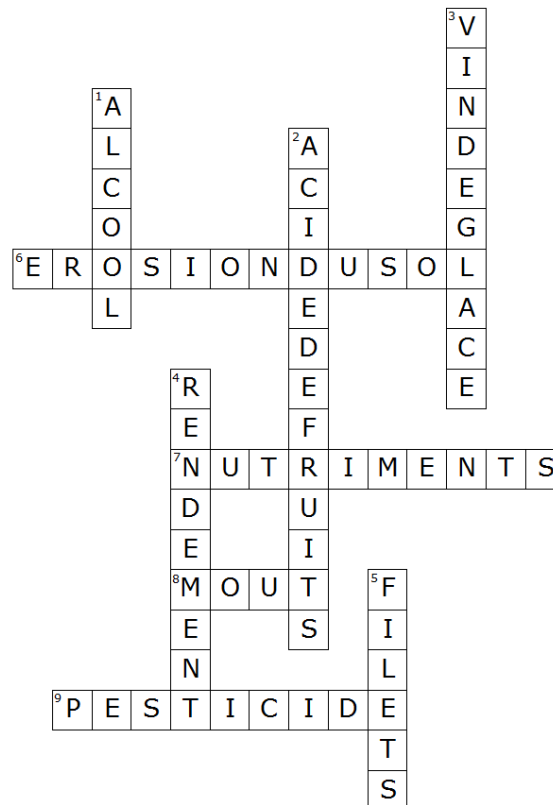 3 VINDEGLACE
1 ALCOOL
2 ACIDEDEFRUITS
6 EROSIONDUSOL
4 RENDEMENT
7 NUTRIMENTS
8 MOUT
5 FILETS
9 PESTICIDE